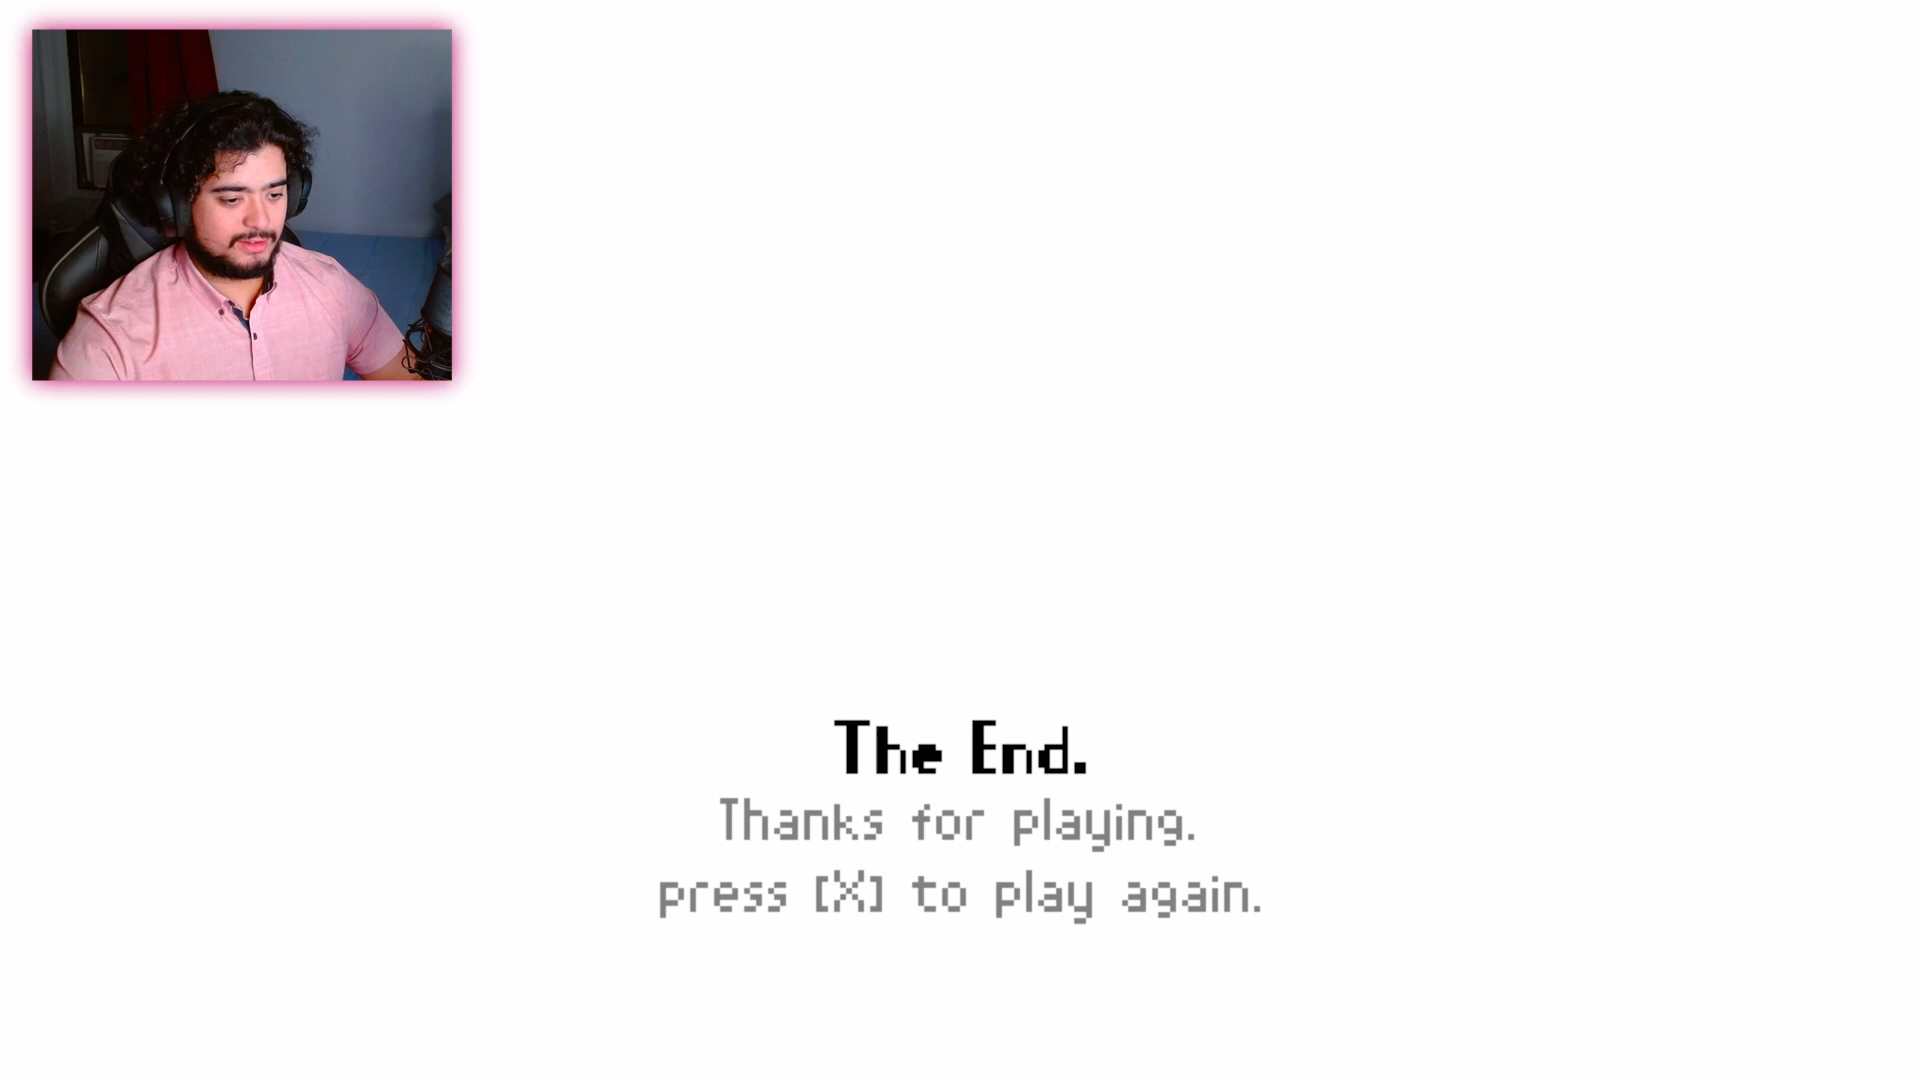 The End.
Thanks for playing.
press [X] to play again.